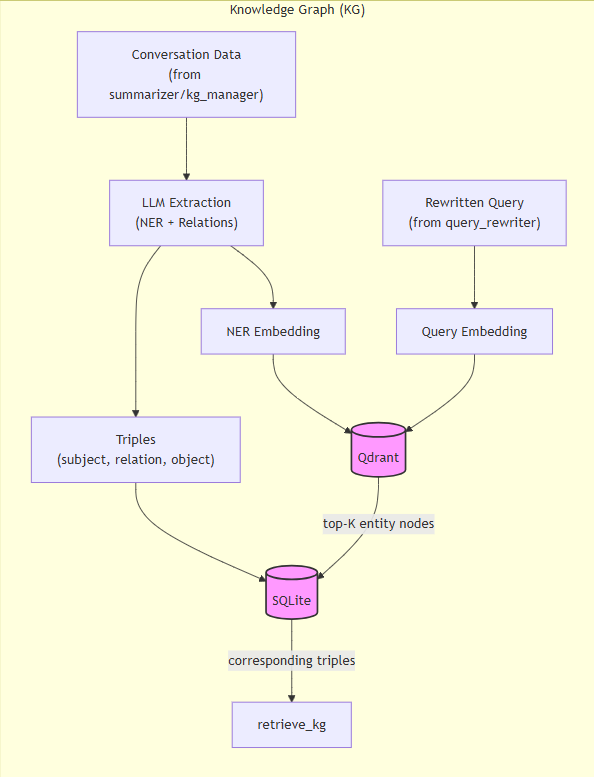 Knowledge Graph (KG)
Conversation Data
(from
summarizer/kg_manager)
LLM Extraction
(NER + Relations)
Rewritten Query
(from query_rewriter)
NER Embedding
Query Embedding
Triples
(subject, relation, object)
Qdrant
top-K entity nodes
SQLite
corresponding triples
retrieve_kg